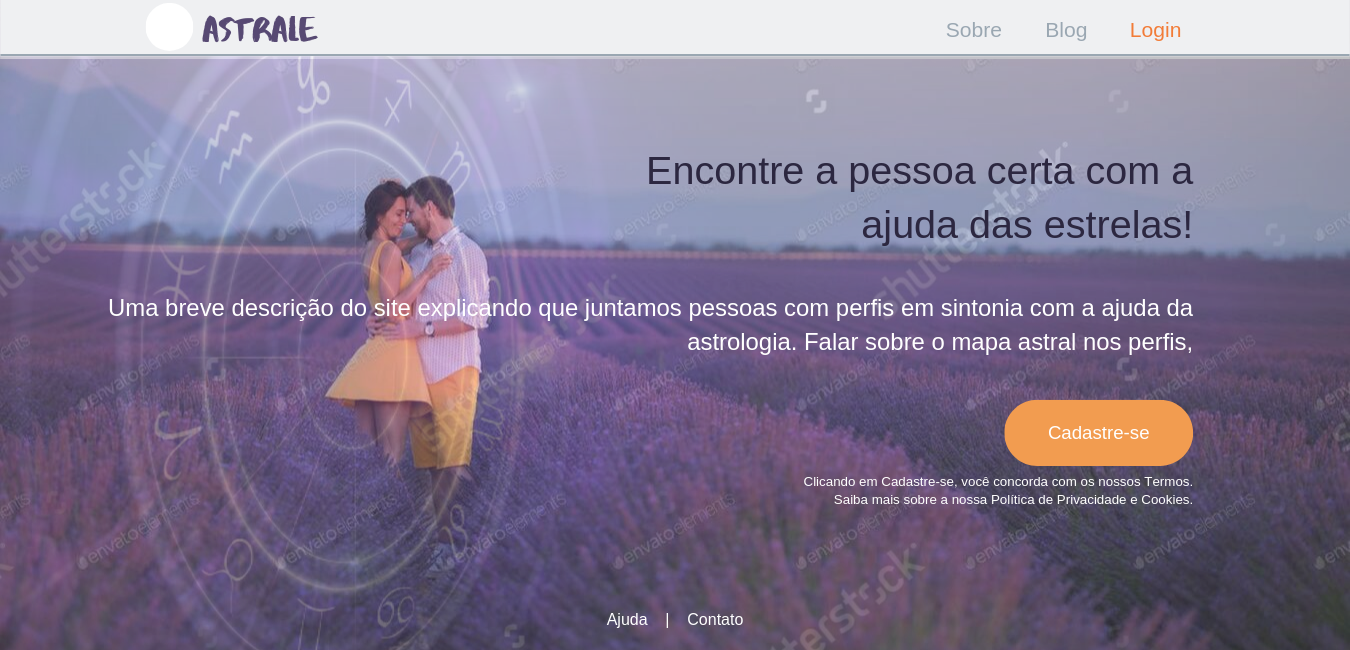 ASTRALE
Sobre Blog Login
Encontre a pessoa certa com a
ajuda das estrelas!
Uma breve descrição do site explicando que juntamos pessoas com perfis em sintonia com a ajuda da
astrologia. Falar sobre o mapa astral nos perfis,
Cadastre-se
Clicando em Cadastre-se, você concorda com os nossos Termos.
Saiba mais sobre a nossa Política de Privacidade e Cookies.
Ajuda | Contato
shutterstock
envatoelements